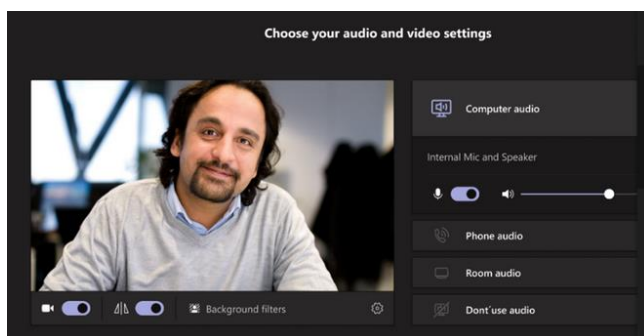 Choose your audio and video settings
Computer audio
Internal Mic and Speaker
Phone audio
Room audio
Background filters
Dont´use audio